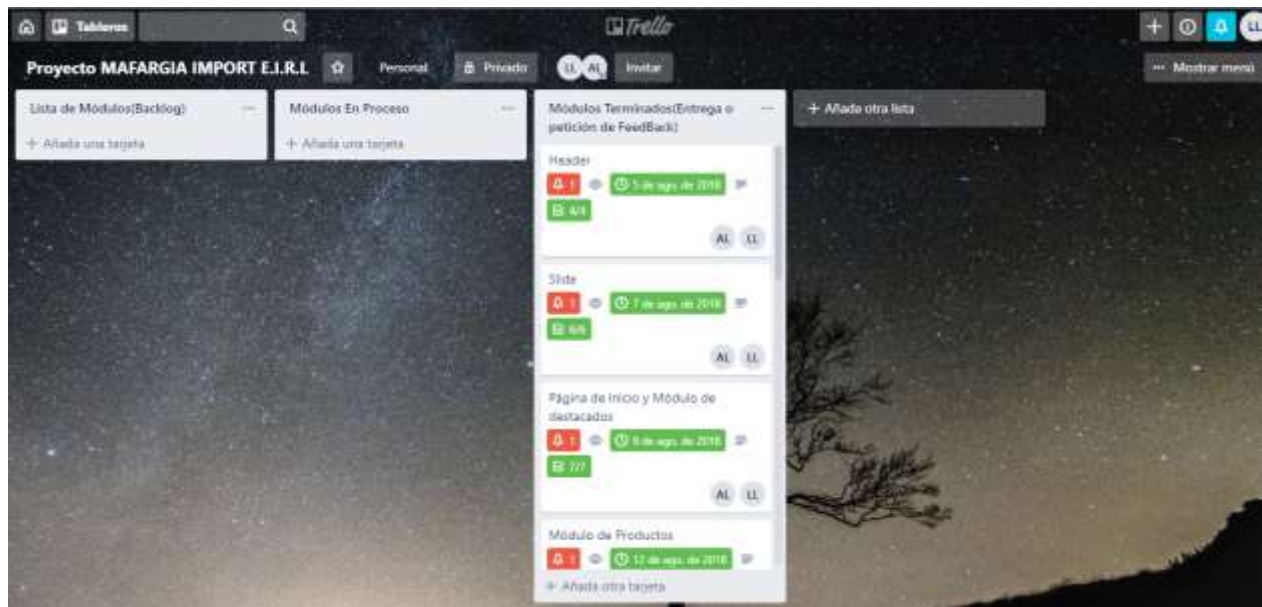 Tableros
Trello
LL
Proyecto MAFARGIA IMPORT E.I.R.L
Personal
Privado
LL AL
Invitar
Mostrar menú
Lista de Módulos(Backlog)
+ Añada una tarjeta
Módulos En Proceso
+ Añada una tarjeta
Módulos Terminados(Entrega o
petición de FeedBack)
Header
1 5 de ago. de 2018
4/4
AL LL
Slide
1 7 de ago. de 2018
6/6
AL LL
Página de Inicio y Módulo de
destacados
1 de ago. de 2018
7/7
AL LL
Módulo de Productos
1 12 de ago. de 2018
+ Añada otra tarjeta
+ Añada otra lista